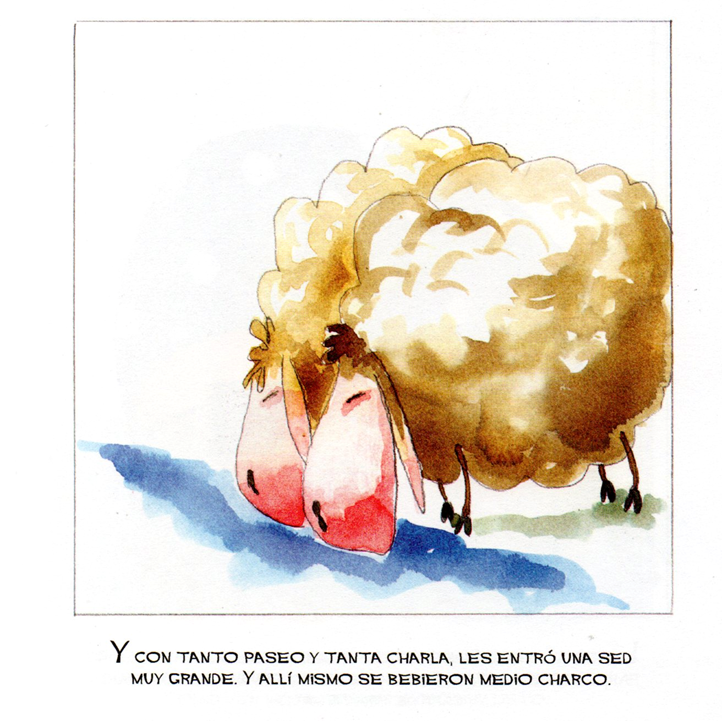 Y CON TANTO PASEO Y TANTA CHARLA, LES ENTRÓ UNA SED
MUY GRANDE. Y ALLÍ MISMO SE BEBIERON MEDIO CHARCO.